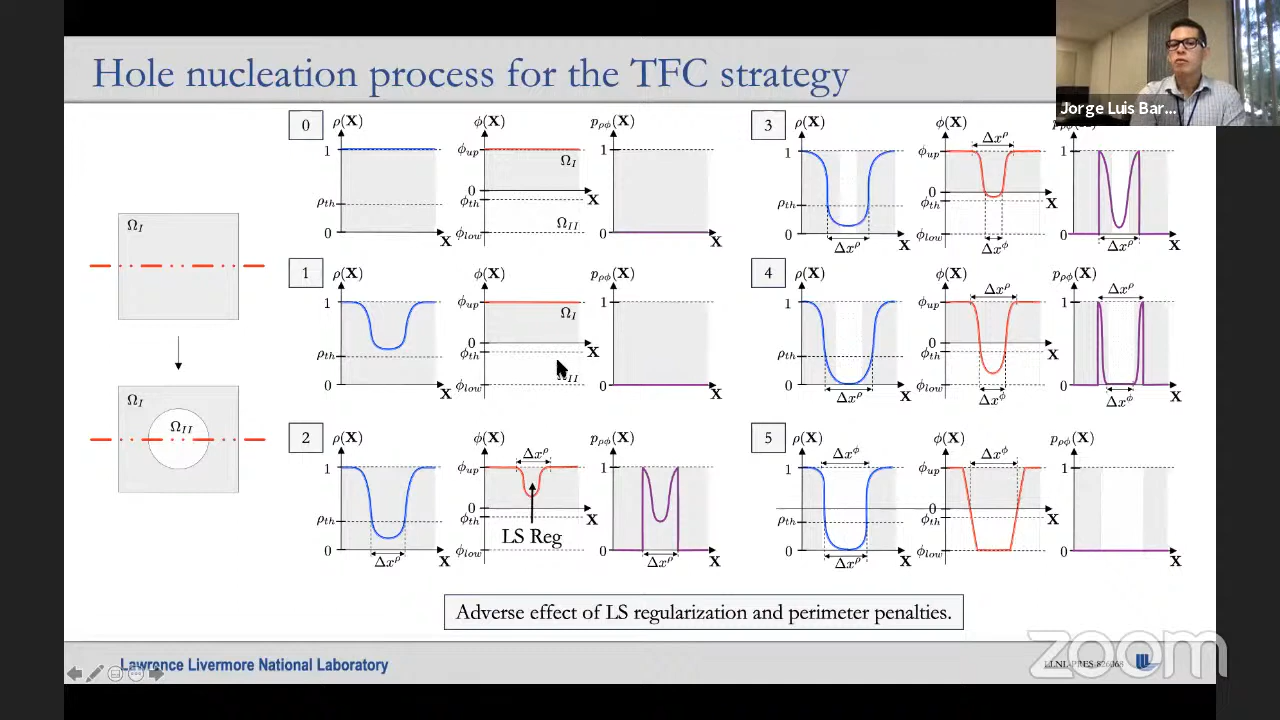 Hole nucleation process for the TFC strategy
Jorge Luis Bar...
Ω_I
Ω_I
Ω_II
0
ρ(X)
1
ρ_th
0
X
ϕ(X)
ϕ_up
0
ϕ_th
ϕ_low
Ω_I
Ω_II
X
p_ρϕ(X)
1
0
X
1
ρ(X)
1
ρ_th
0
X
ϕ(X)
ϕ_up
0
ϕ_th
ϕ_low
Ω_I
Ω_II
X
p_ρϕ(X)
1
0
X
2
ρ(X)
1
ρ_th
0
Δx^ρ
X
ϕ(X)
Δx^ρ
ϕ_up
0
ϕ_th
ϕ_low
X
LS Reg
p_ρϕ(X)
1
0
Δx^ρ
X
3
ρ(X)
1
ρ_th
0
Δx^ρ
X
ϕ(X)
Δx^ρ
ϕ_up
0
ϕ_th
ϕ_low
X
Δx^ϕ
1
0
Δx^ρ
X
4
ρ(X)
1
ρ_th
0
Δx^ρ
X
ϕ(X)
Δx^ρ
ϕ_up
0
ϕ_th
ϕ_low
X
Δx^ϕ
p_ρϕ(X)
Δx^ρ
1
0
Δx^ϕ
X
5
ρ(X)
Δx^ϕ
1
ρ_th
0
Δx^ρ
X
ϕ(X)
Δx^ϕ
ϕ_up
0
ϕ_th
ϕ_low
X
p_ρϕ(X)
1
0
X
Adverse effect of LS regularization and perimeter penalties.
Lawrence Livermore National Laboratory
LLNL-PRES-826068
zoom